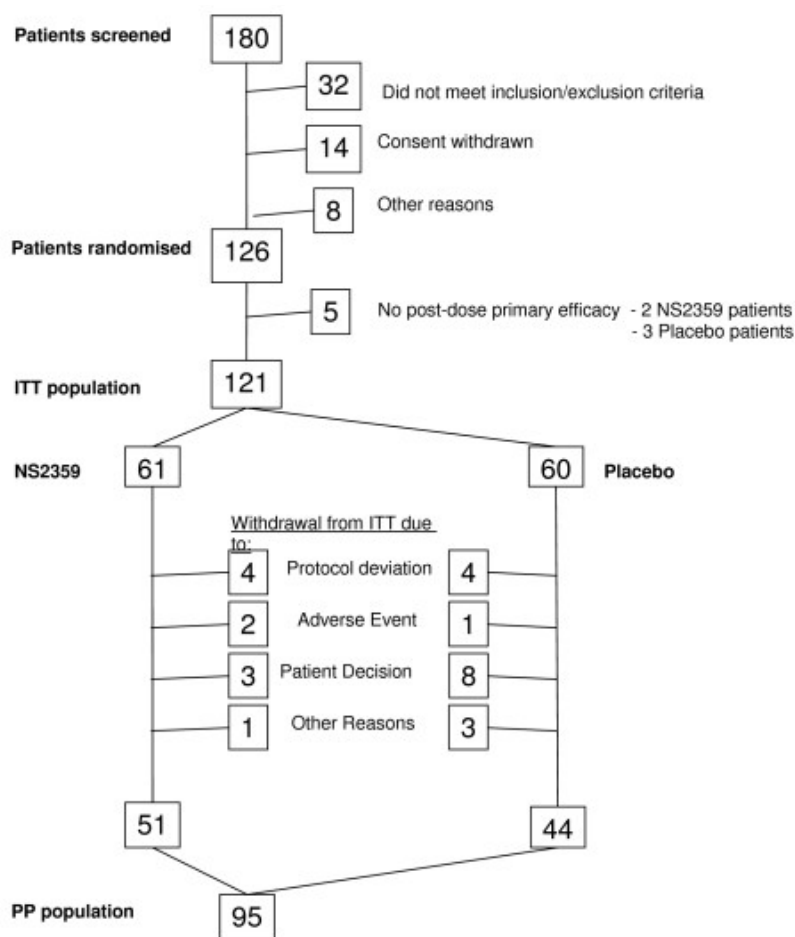 Patients screened
180
32
Did not meet inclusion/exclusion criteria
14
Consent withdrawn
8
Other reasons
Patients randomised
126
5
No post-dose primary efficacy - 2 NS2359 patients
- 3 Placebo patients
ITT population
121
NS2359
61
60
Placebo
Withdrawal from ITT due
to:
4 Protocol deviation 4
2 Adverse Event 1
3 Patient Decision 8
1 Other Reasons 3
51
44
PP population
95